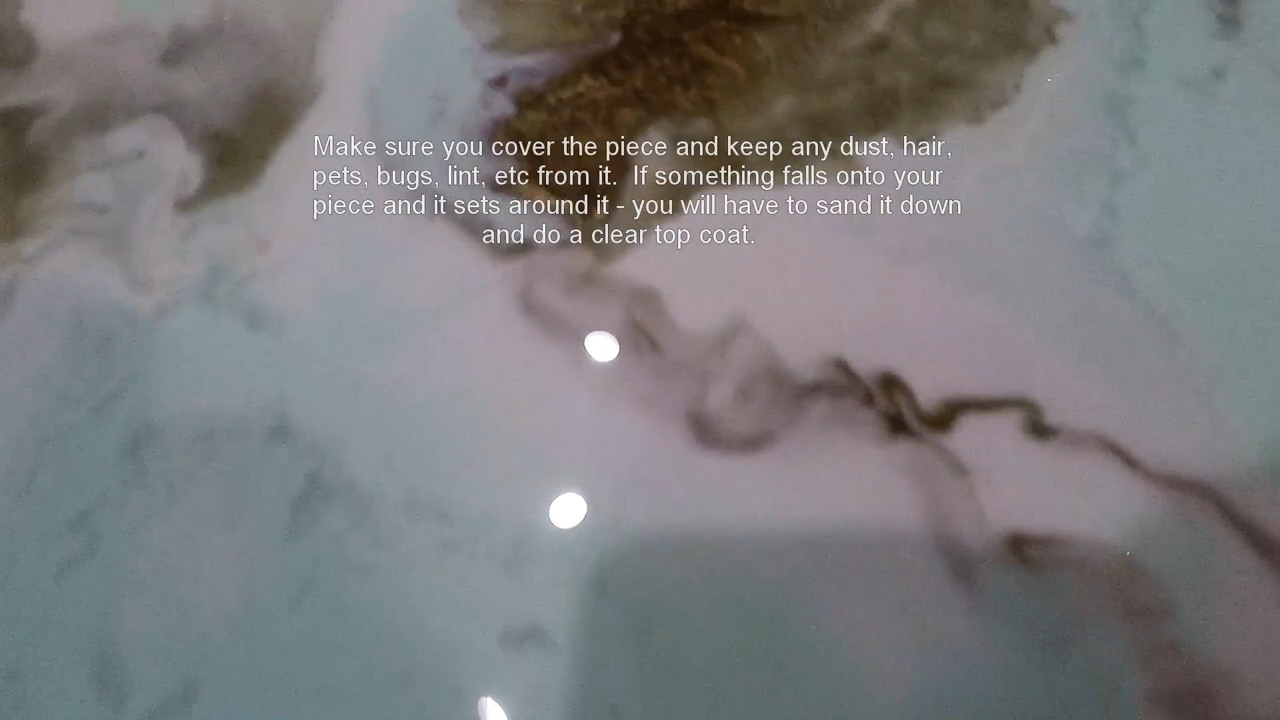 Make sure you cover the piece and keep any dust, hair,
pets, bugs, lint, etc from it.  If something falls onto your
piece and it sets around it - you will have to sand it down
and do a clear top coat.